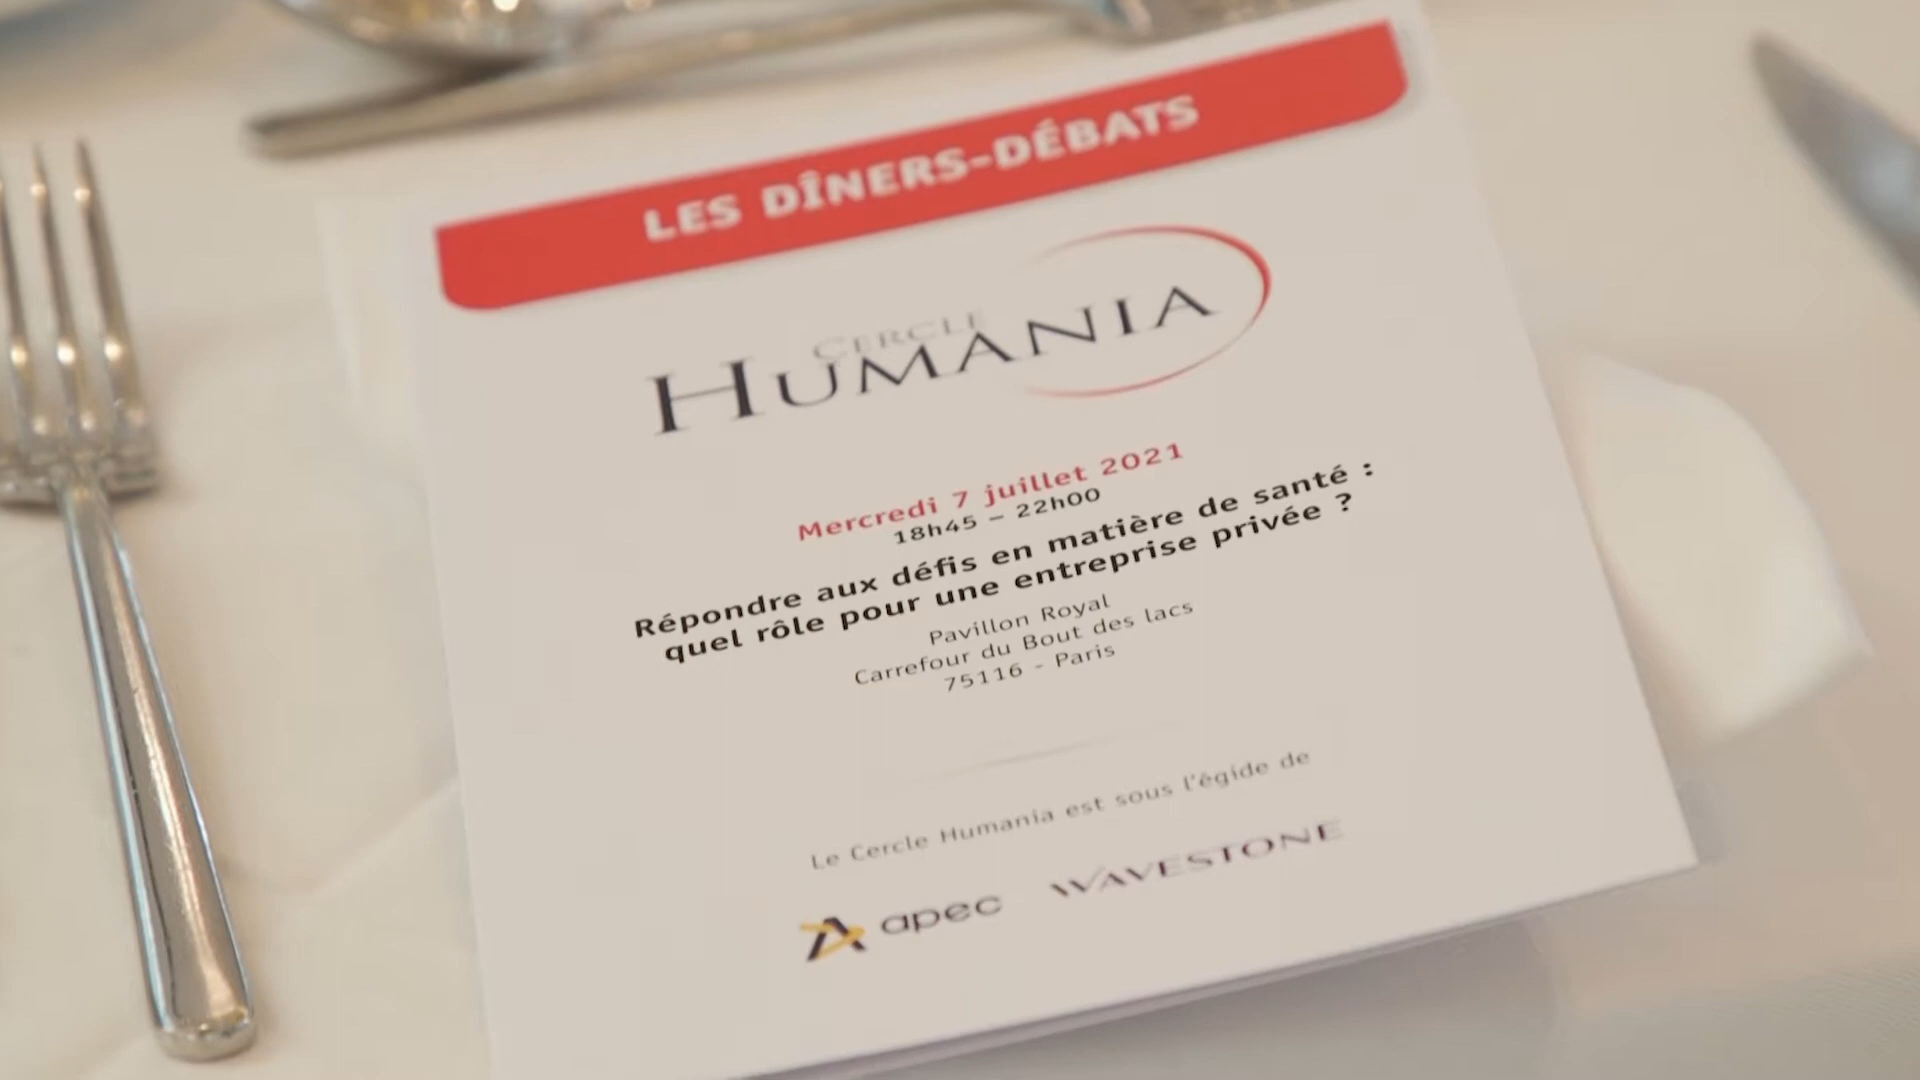 LES DÎNERS-DÉBATS
CERCLE
HUMANIA
Mercredi 7 juillet 2021
18h45 – 22h00
Répondre aux défis en matière de santé :
quel rôle pour une entreprise privée ?
Pavillon Royal
Carrefour du Bout des lacs
75116 - Paris
Le Cercle Humania est sous l'égide de
apec WAVESTONE